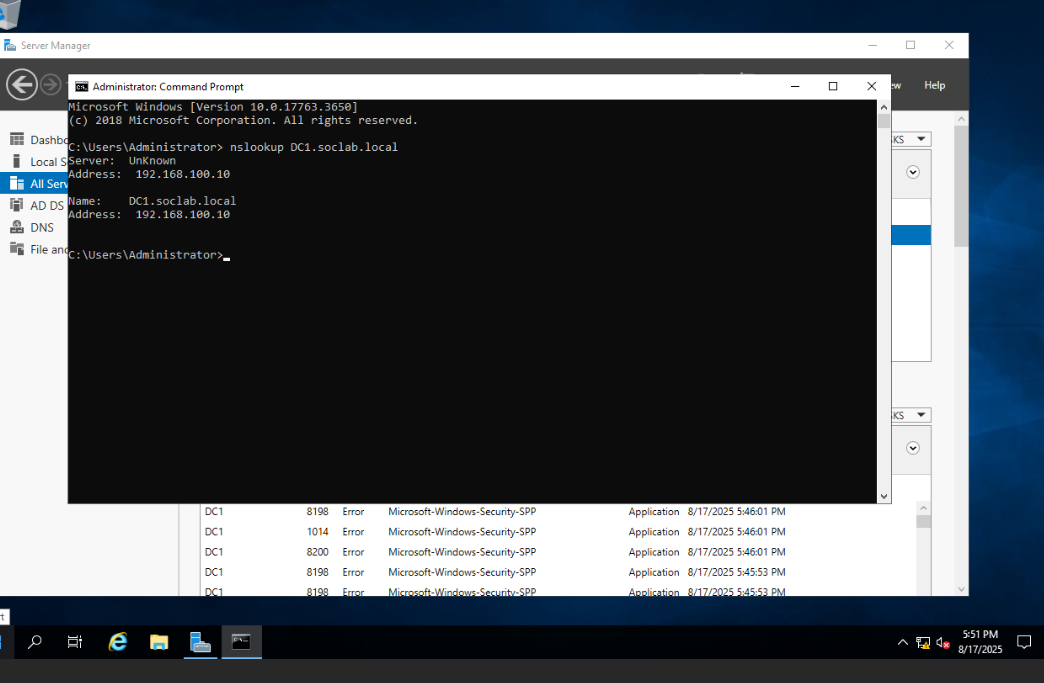 Server Manager
Administrator: Command Prompt
Help
Microsoft Windows [Version 10.0.17763.3650]
(c) 2018 Microsoft Corporation. All rights reserved.
C:\Users\Administrator> nslookup DC1.soclab.local
Server:  UnKnown
Address:  192.168.100.10
Name:    DC1.soclab.local
Address:  192.168.100.10
C:\Users\Administrator>
Local S
All Serv
AD DS
DNS
File and
DC1 8198 Error Microsoft-Windows-Security-SPP Application 8/17/2025 5:46:01 PM
DC1 1014 Error Microsoft-Windows-Security-SPP Application 8/17/2025 5:46:01 PM
DC1 8200 Error Microsoft-Windows-Security-SPP Application 8/17/2025 5:46:01 PM
DC1 8198 Error Microsoft-Windows-Security-SPP Application 8/17/2025 5:45:53 PM
DC1 8198 Error Microsoft-Windows-Security-SPP Application 8/17/2025 5:45:53 PM
5:51 PM
8/17/2025